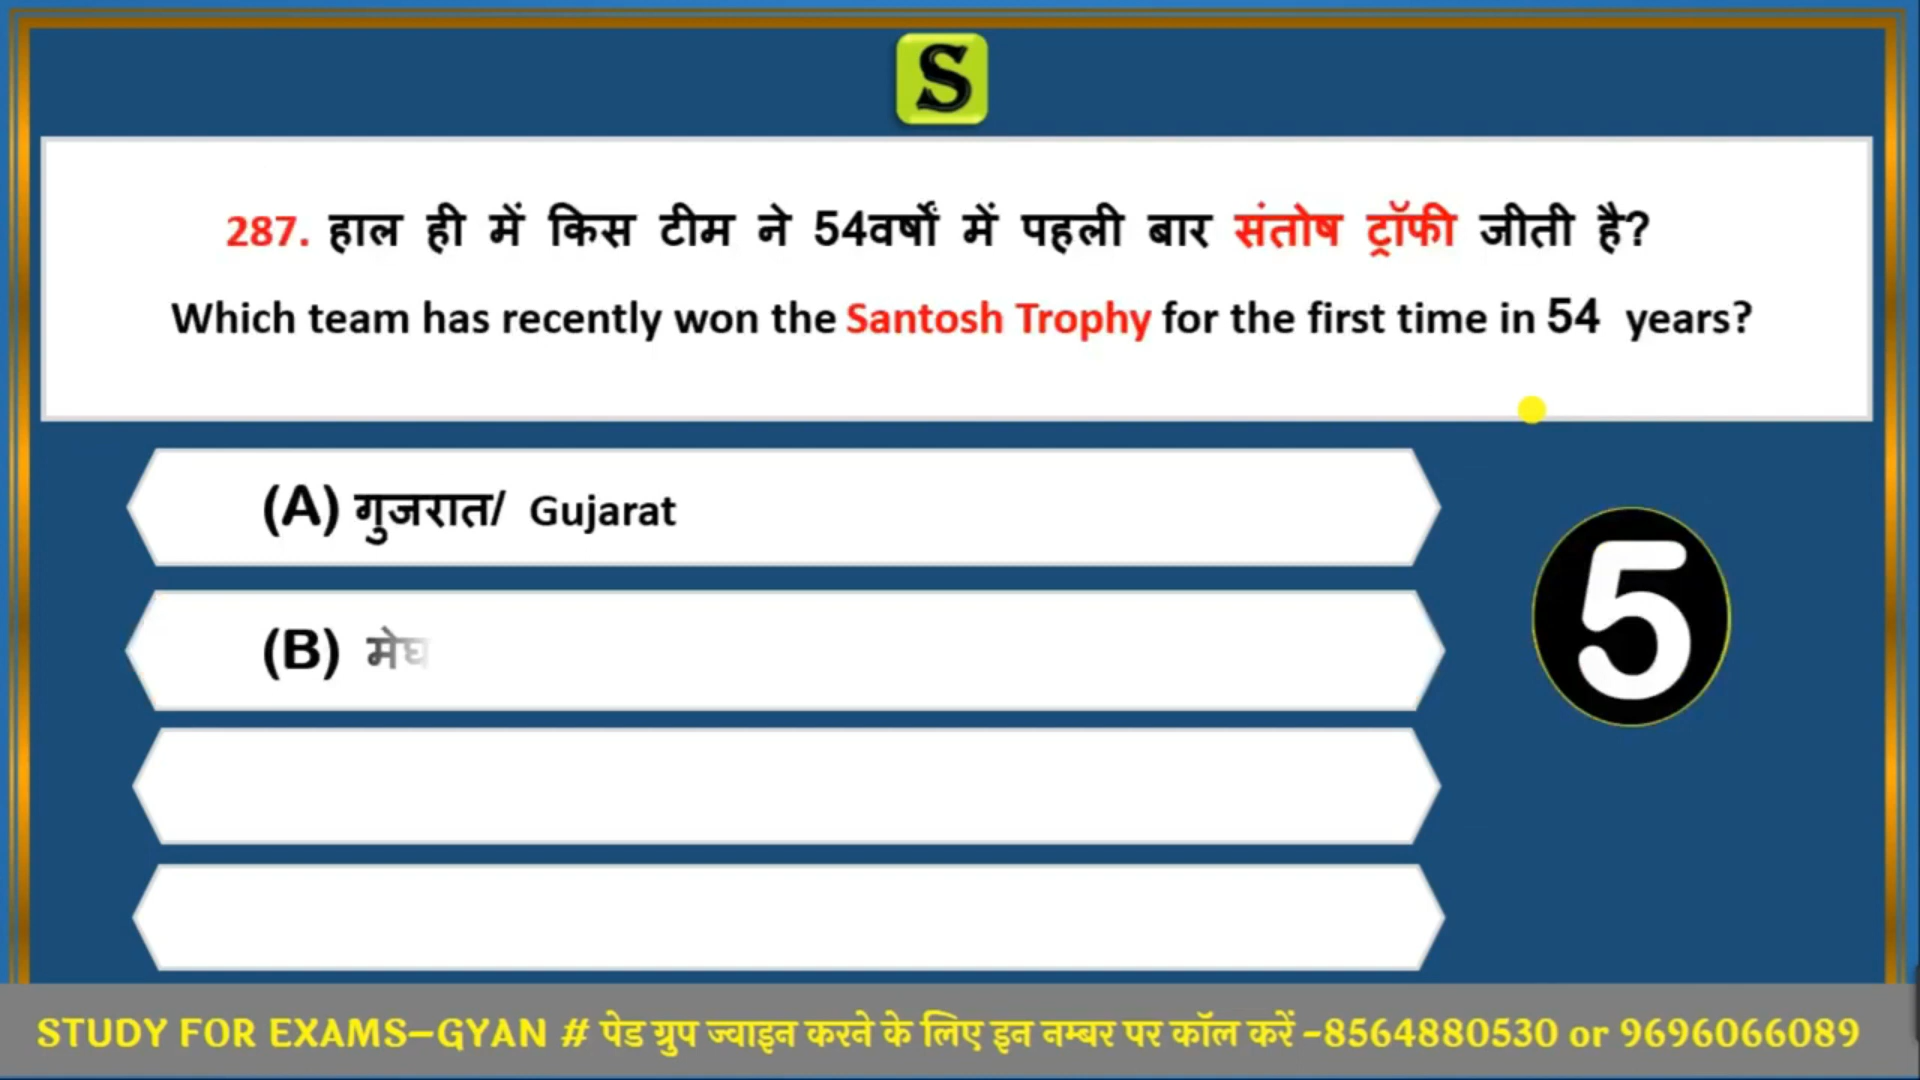 S
287. हाल ही में किस टीम ने 54वर्षों में पहली बार संतोष ट्रॉफी जीती है?
Which team has recently won the Santosh Trophy for the first time in 54 years?
(A) गुजरात/ Gujarat
(B) मेघ
5
STUDY FOR EXAMS–GYAN # पेड ग्रुप ज्वाइन करने के लिए इन नम्बर पर कॉल करें -8564880530 or 9696066089